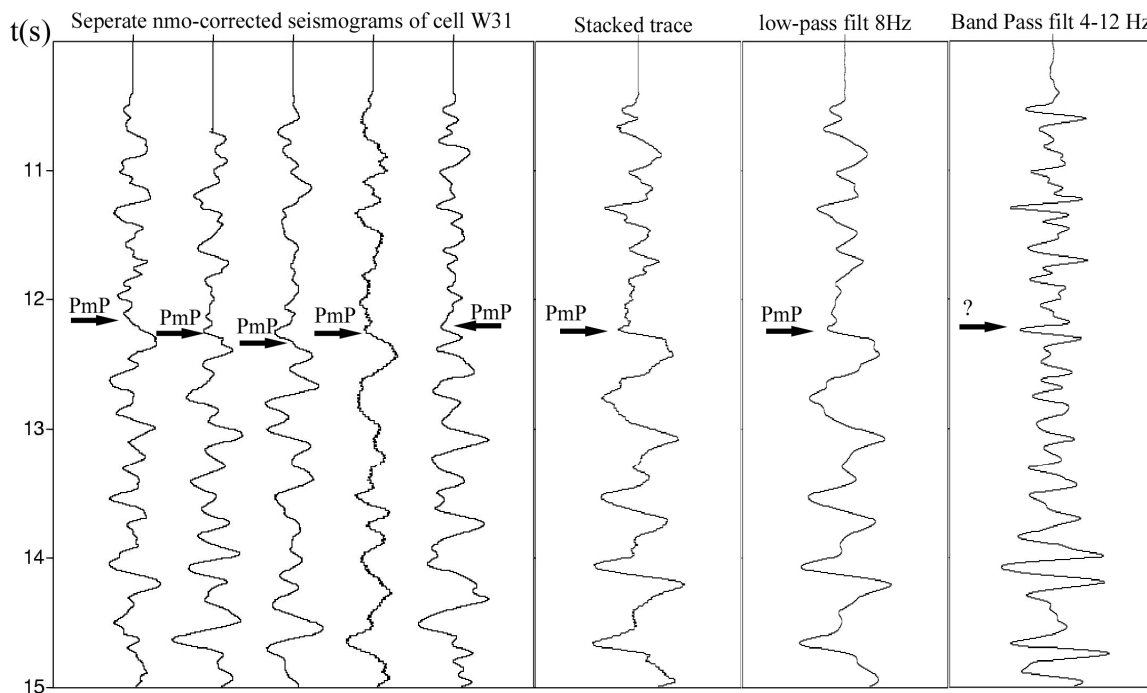 t(s)
Seperate nmo-corrected seismograms of cell W31
Stacked trace
low-pass filt 8Hz
Band Pass filt 4-12 Hz
11
12
13
14
15
PmP
PmP
PmP
PmP
PmP
PmP
PmP
?